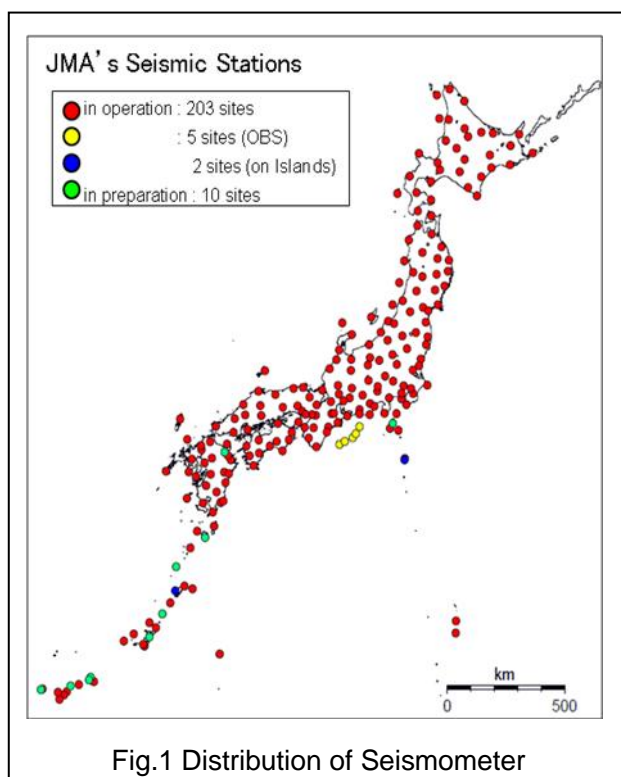 JMA's Seismic Stations
in operation : 203 sites
: 5 sites (OBS)
2 sites (on Islands)
in preparation : 10 sites
km
0 500
Fig.1 Distribution of Seismometer